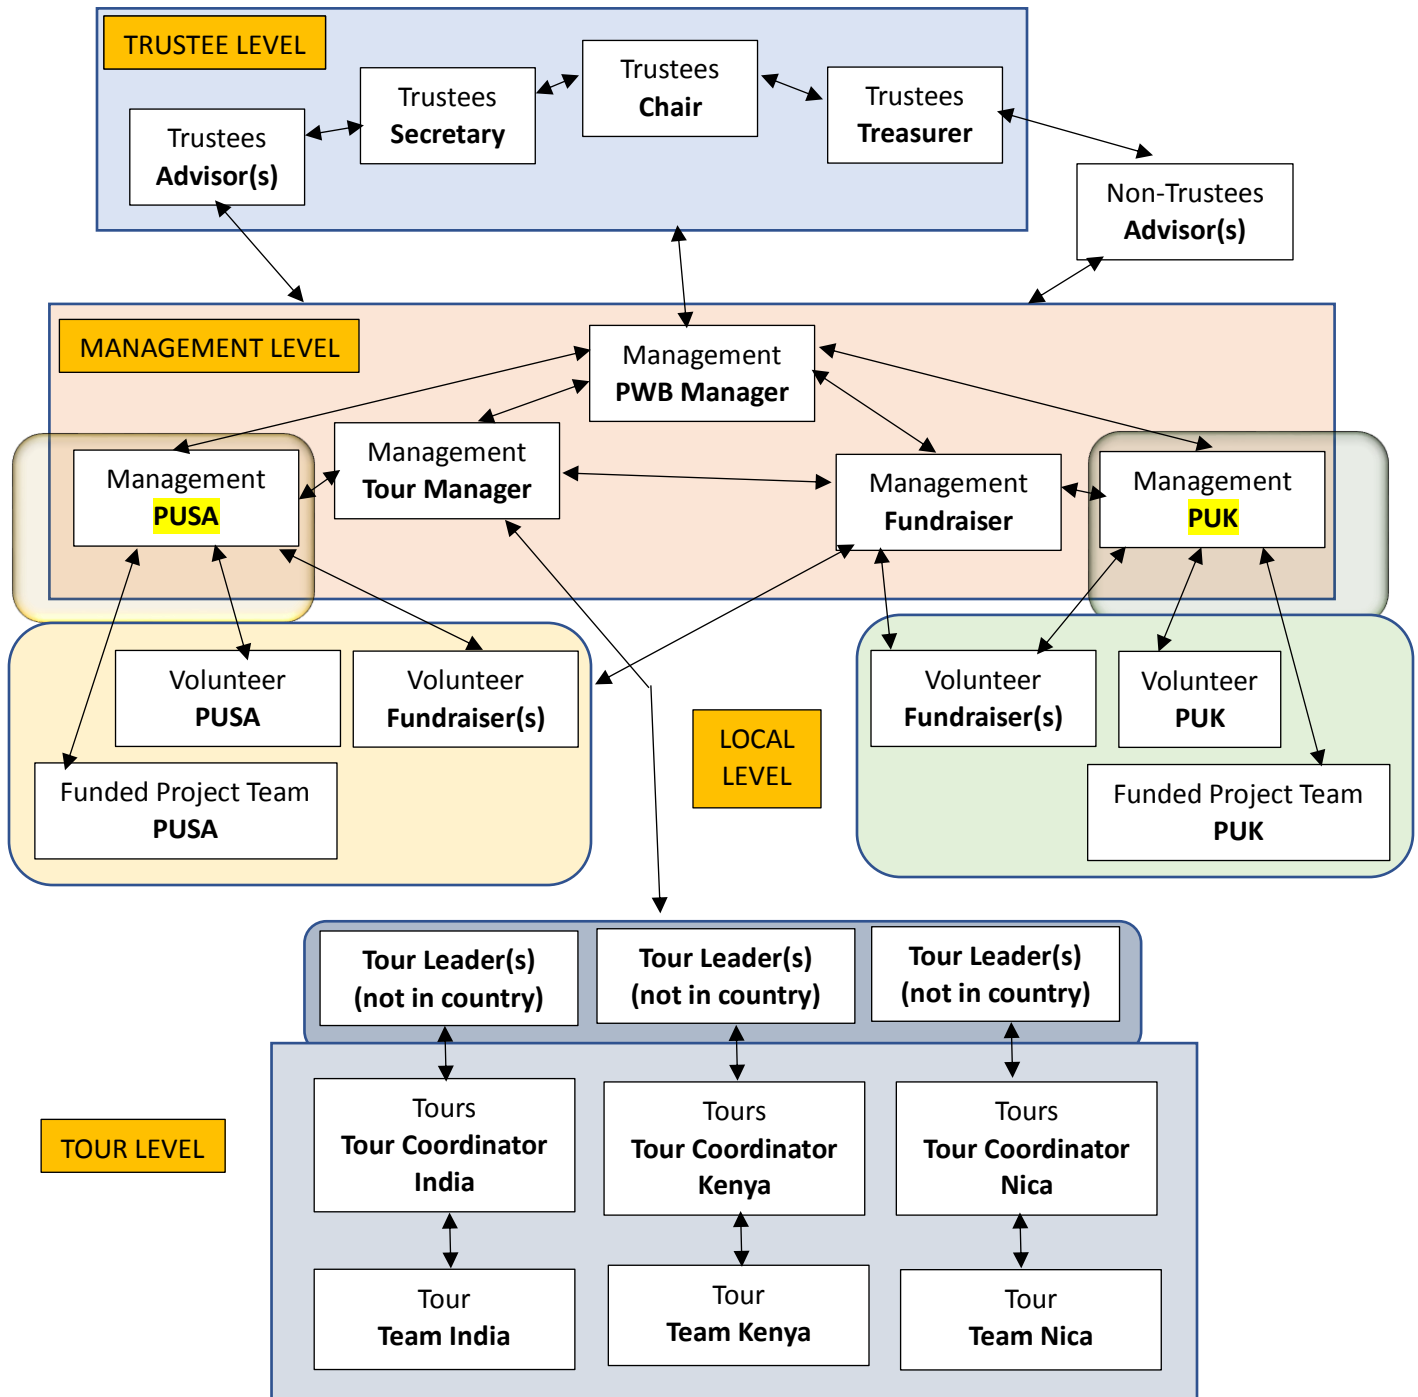 TRUSTEE LEVEL
Trustees
Chair
Trustees
Secretary
Trustees
Treasurer
Trustees
Advisor(s)
Non-Trustees
Advisor(s)
MANAGEMENT LEVEL
Management
PWB Manager
Management
Tour Manager
Management
PUSA
Management
Fundraiser
Management
PUK
Volunteer
PUSA
Volunteer
Fundraiser(s)
Funded Project Team
PUSA
LOCAL
LEVEL
Volunteer
Fundraiser(s)
Volunteer
PUK
Funded Project Team
PUK
Tour Leader(s)
(not in country)
Tour Leader(s)
(not in country)
Tour Leader(s)
(not in country)
TOUR LEVEL
Tours
Tour Coordinator
India
Tours
Tour Coordinator
Kenya
Tours
Tour Coordinator
Nica
Tour
Team India
Tour
Team Kenya
Tour
Team Nica